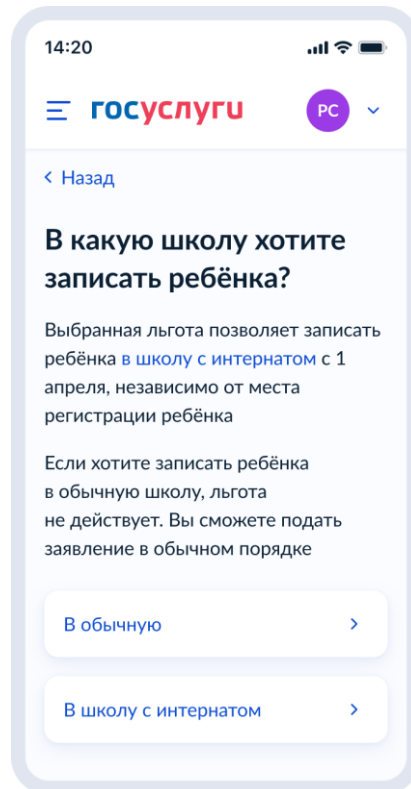 14:20
госуслуги
РС
Назад
В какую школу хотите
записать ребёнка?
Выбранная льгота позволяет записать
ребёнка в школу с интернатом с 1
апреля, независимо от места
регистрации ребёнка
Если хотите записать ребёнка
в обычную школу, льгота
не действует. Вы сможете подать
заявление в обычном порядке
В обычную
В школу с интернатом